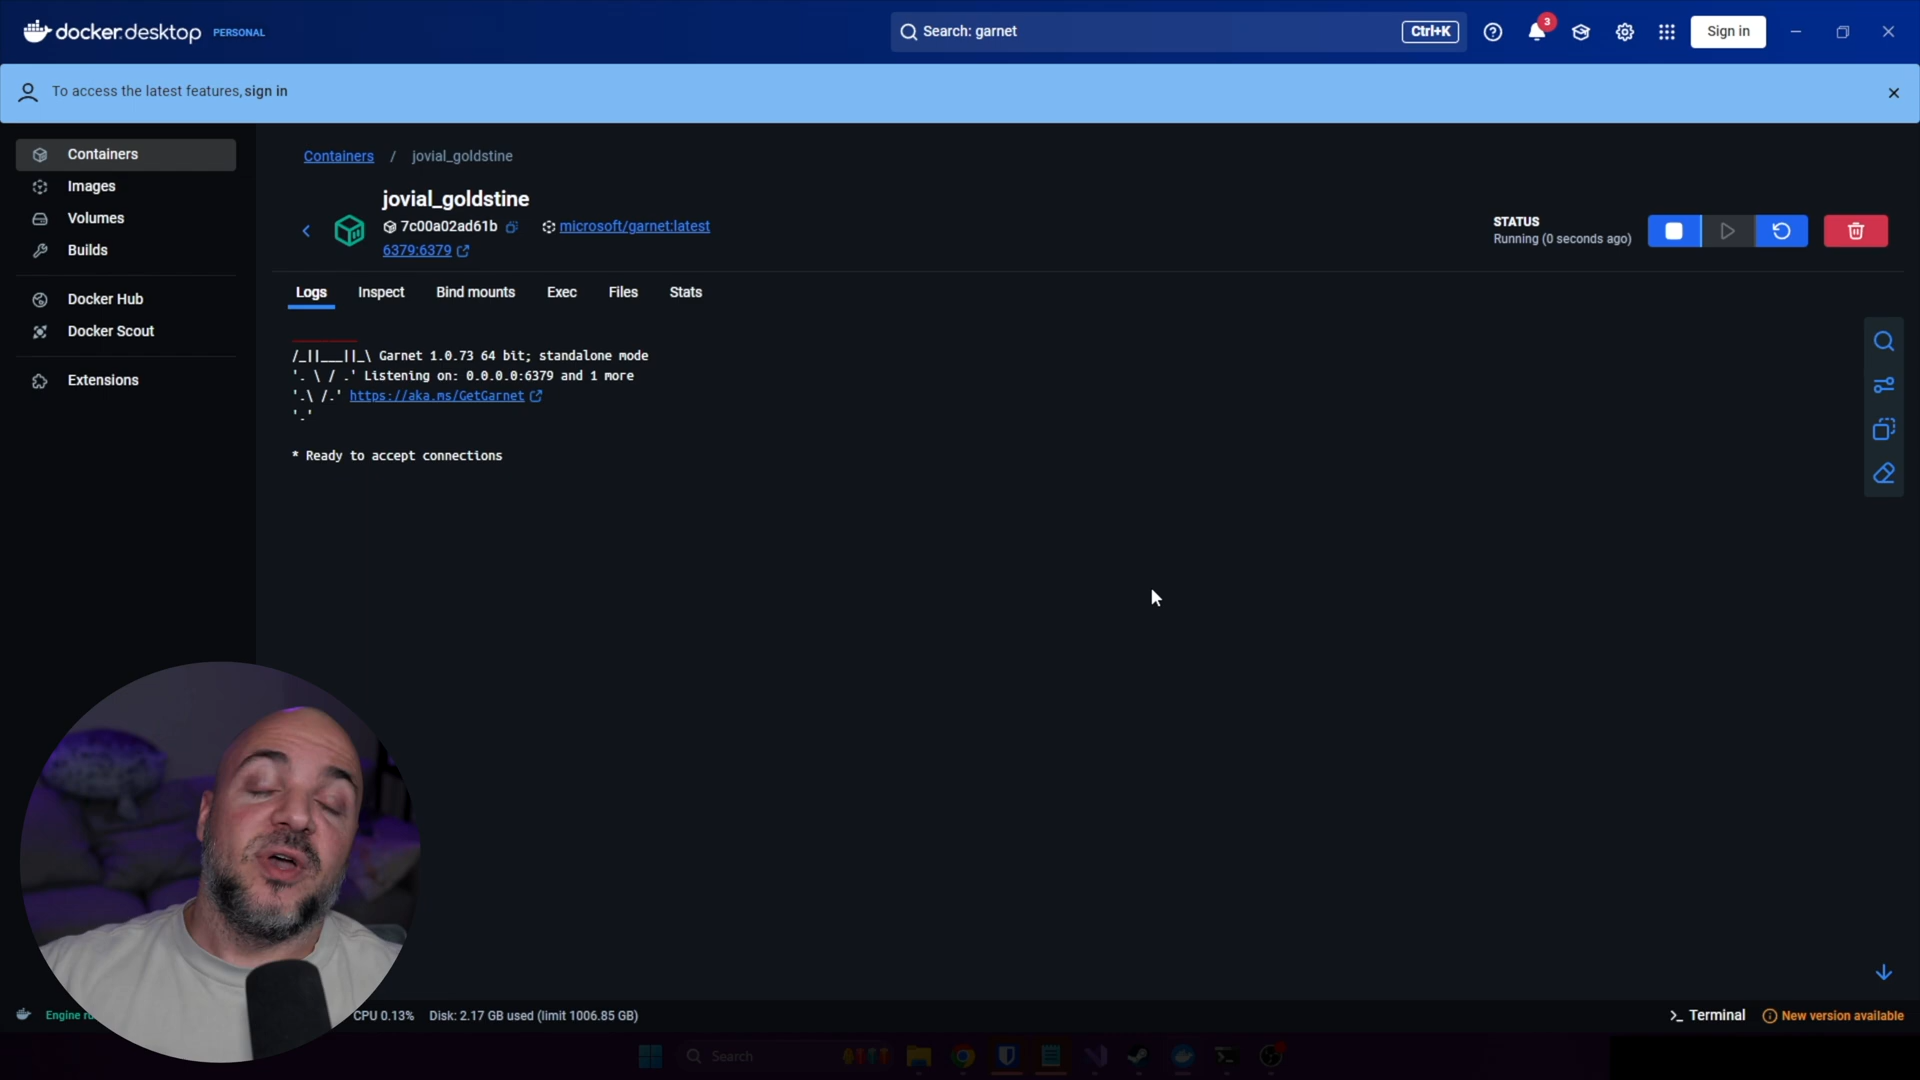 docker desktop PERSONAL
Search: garnet
Ctrl+K
3
Sign in
To access the latest features, sign in
Containers
Images
Volumes
Builds
Docker Hub
Docker Scout
Extensions
Containers / jovial_goldstine
jovial_goldstine
7c00a02ad61b microsoft/garnet:latest
6379:6379
STATUS
Running (0 seconds ago)
Logs Inspect Bind mounts Exec Files Stats
/_||___||_\ Garnet 1.0.73 64 bit; standalone mode
'. \ / .' Listening on: 0.0.0.0:6379 and 1 more
'.\ /.' https://aka.ms/GetGarnet
'.'
* Ready to accept connections
Engine
CPU 0.13% Disk: 2.17 GB used (limit 1006.85 GB)
Terminal
New version available
Search